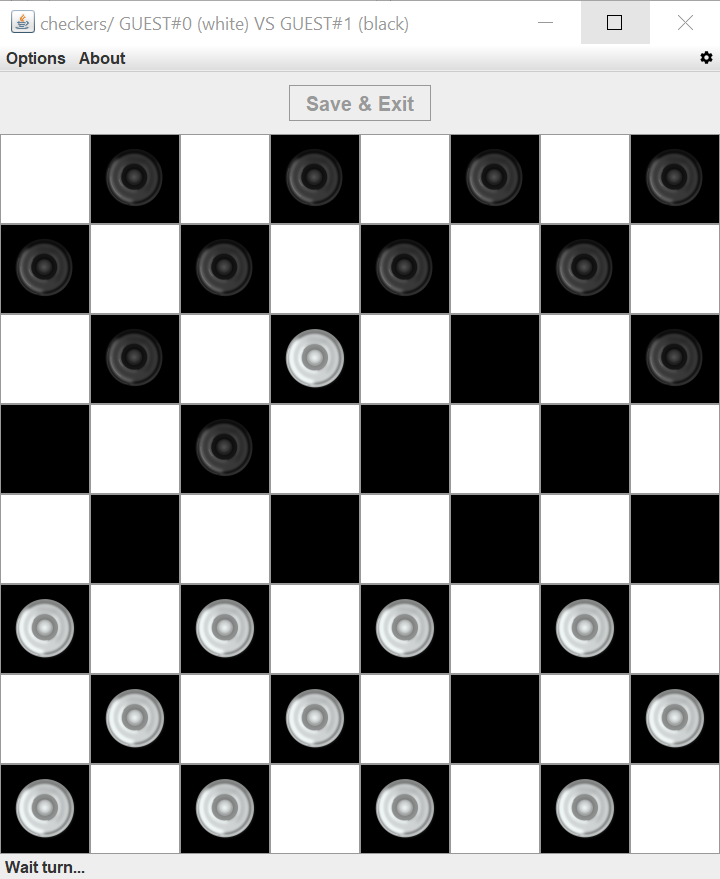 checkers/ GUEST#0 (white) VS GUEST#1 (black)
Options About
Save & Exit
Wait turn...